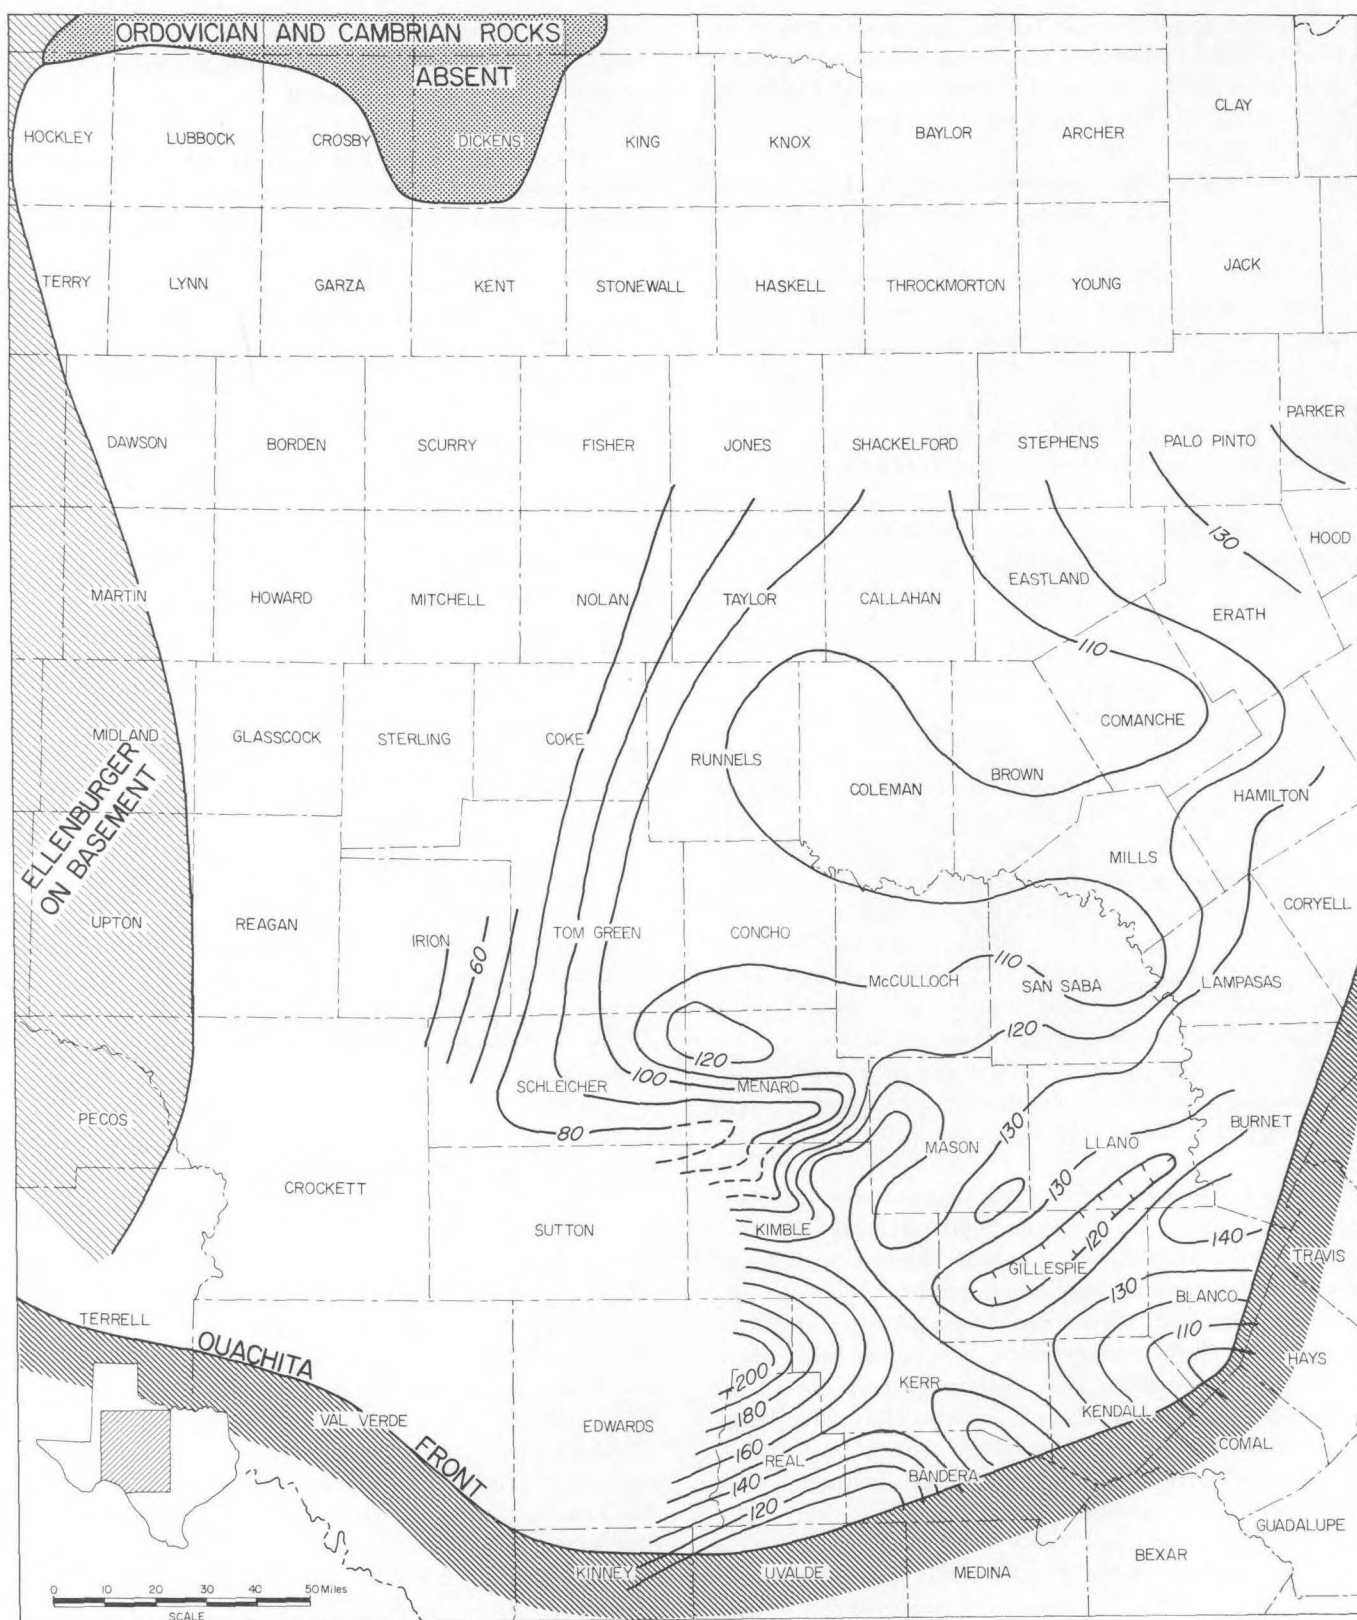 ORDOVICIAN AND CAMBRIAN ROCKS
ABSENT
HOCKLEY LUBBOCK CROSBY DICKENS KING KNOX BAYLOR ARCHER CLAY
TERRY LYNN GARZA KENT STONEWALL HASKELL THROCKMORTON YOUNG JACK
DAWSON BORDEN SCURRY FISHER JONES SHACKELFORD STEPHENS PALO PINTO PARKER
130
HOOD
MARTIN HOWARD MITCHELL NOLAN TAYLOR CALLAHAN EASTLAND ERATH
110
MIDLAND GLASSCOCK STERLING COKE RUNNELS COLEMAN BROWN COMANCHE HAMILTON
ELLENBURGER
ON BASEMENT
MILLS
UPTON REAGAN IRION TOM GREEN CONCHO CORYELL
60
McCULLOCH 110 SAN SABA LAMPASAS
120
120
PECOS SCHLEICHER 100 MENARD
80 MASON 130 LLANO BURNET
CROCKETT SUTTON KIMBLE 130 120 140 TRAVIS
GILLESPIE
130 BLANCO
TERRELL
OUACHITA
110
HAYS
200 KERR
VAL VERDE EDWARDS 180 KENDALL
FRONT
160 REAL COMAL
140 BANDERA
120
GUADALUPE
KINNEY UVALDE MEDINA BEXAR
0 10 20 30 40 50 Miles
SCALE